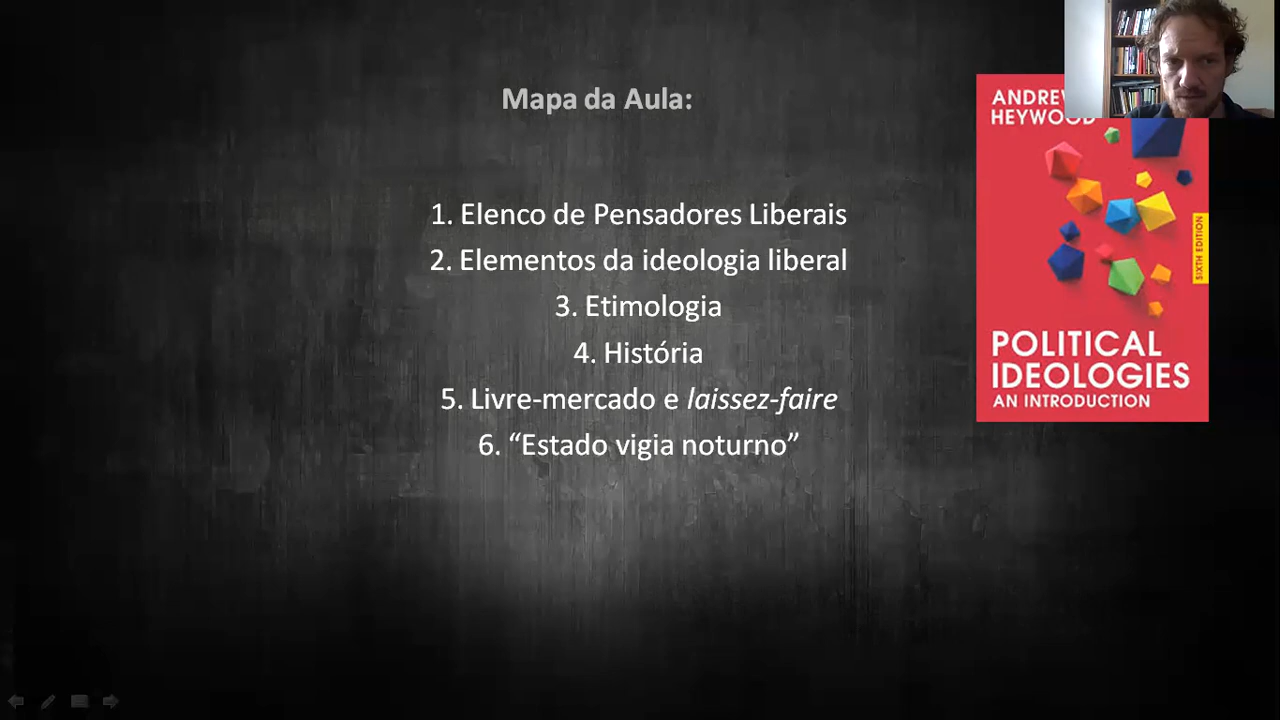 Mapa da Aula:
1. Elenco de Pensadores Liberais
2. Elementos da ideologia liberal
3. Etimologia
4. História
5. Livre-mercado e laissez-faire
6. “Estado vigia noturno”
ANDREW
HEYWOOD
SIXTH EDITION
POLITICAL
IDEOLOGIES
AN INTRODUCTION